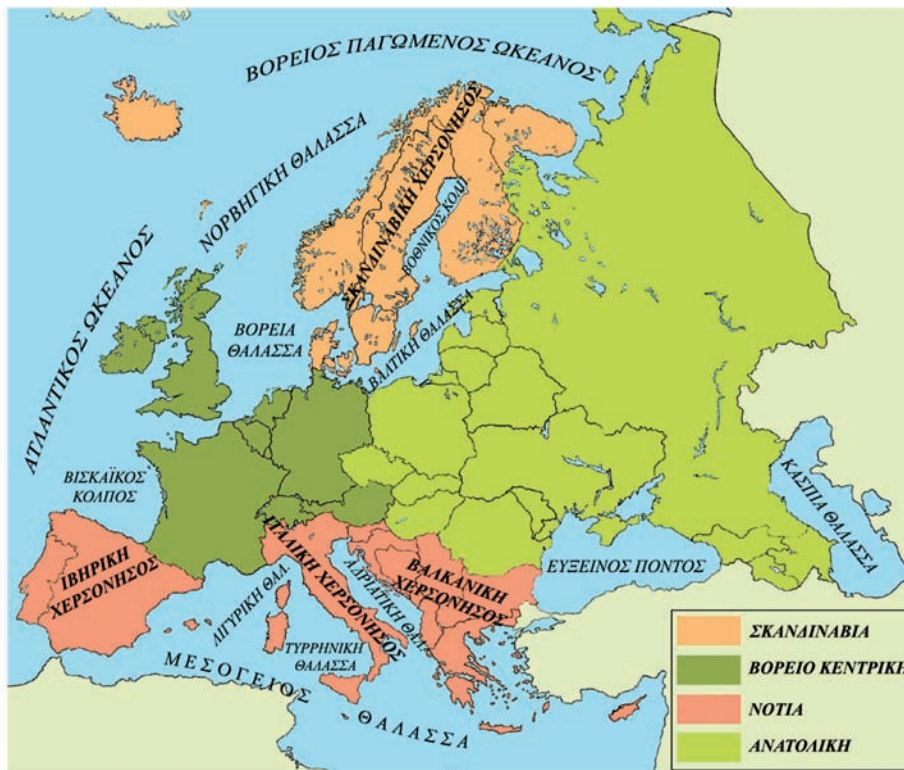 ΒΟΡΕΙΟΣ ΠΑΓΩΜΕΝΟΣ ΩΚΕΑΝΟΣ
ΝΟΡΒΗΓΙΚΗ ΘΑΛΑΣΣΑ
ΣΚΑΝΔΙΝΑΒΙΚΗ ΧΕΡΣΟΝΗΣΟΣ
ΒΟΘΝΙΚΟΣ ΚΟΛΠ
ΑΤΛΑΝΤΙΚΟΣ ΩΚΕΑΝΟΣ
ΒΟΡΕΙΑ
ΘΑΛΑΣΣΑ
ΒΑΛΤΙΚΗ ΘΑΛΑΣΣΑ
ΒΙΣΚΑΪΚΟΣ
ΚΟΛΠΟΣ
ΚΑΣΠΙΑ ΘΑΛΑΣΣΑ
ΙΒΗΡΙΚΗ
ΧΕΡΣΟΝΗΣΟΣ
ΙΤΑΛΙΚΗ ΧΕΡΣΟΝΗΣΟΣ
ΛΙΓΥΡΙΚΗ ΘΑΛ.
ΑΔΡΙΑΤΙΚΗ ΘΑΛ.
ΒΑΛΚΑΝΙΚΗ
ΧΕΡΣΟΝΗΣΟΣ
ΕΥΞΕΙΝΟΣ ΠΟΝΤΟΣ
ΤΥΡΡΗΝΙΚΗ
ΘΑΛΑΣΣΑ
ΜΕΣΟΓΕΙΟΣ
ΘΑΛΑΣΣΑ
ΣΚΑΝΔΙΝΑΒΙΑ
ΒΟΡΕΙΟ ΚΕΝΤΡΙΚΗ
ΝΟΤΙΑ
ΑΝΑΤΟΛΙΚΗ